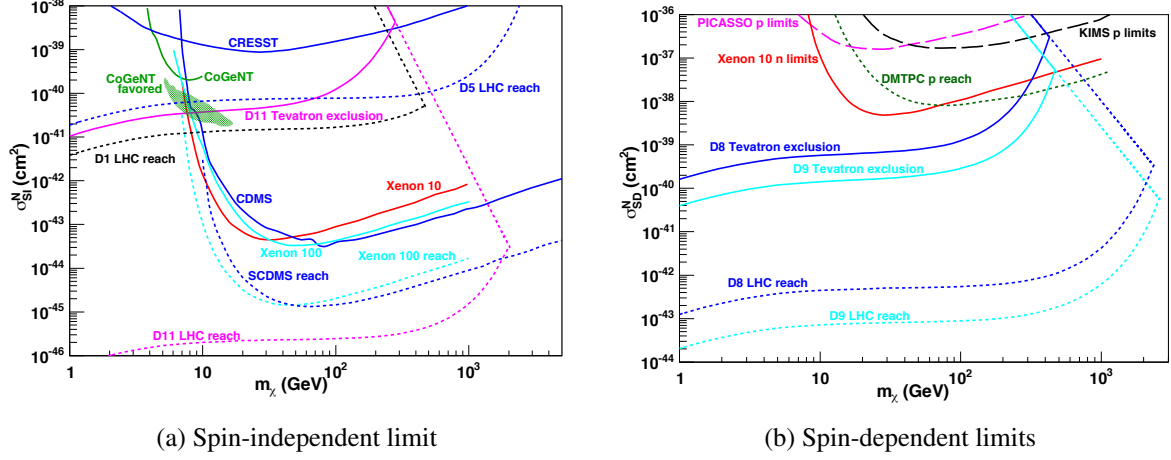 10⁻³⁶
10⁻³⁷
10⁻³⁸
10⁻³⁹
10⁻⁴⁰
10⁻⁴¹
10⁻⁴²
10⁻⁴³
10⁻⁴⁴
10⁻³⁸
10⁻³⁹
10⁻⁴⁰
10⁻⁴¹
10⁻⁴²
10⁻⁴³
10⁻⁴⁴
10⁻⁴⁵
10⁻⁴⁶
σ_SI^N (cm²)
CRESST
CoGeNT
favored
CoGeNT
D5 LHC reach
D11 Tevatron exclusion
D1 LHC reach
CDMS
Xenon 10
Xenon 100
Xenon 100 reach
SCDMS reach
D11 LHC reach
1 10 10² 10³
m_χ (GeV)
(a) Spin-independent limit
σ_SD^N (cm²)
PICASSO p limits
KIMS p limits
Xenon 10 n limits
DMTPC p reach
D8 Tevatron exclusion
D9 Tevatron exclusion
D8 LHC reach
D9 LHC reach
1 10 10² 10³
m_χ (GeV)
(b) Spin-dependent limits